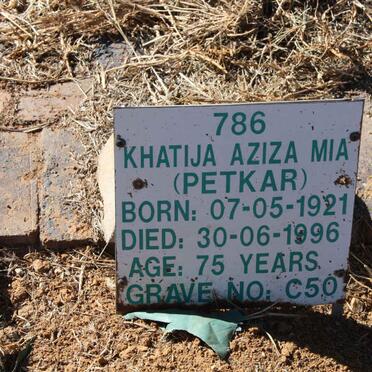 786
KHATIJA AZIZA MIA
(PETKAR)
BORN: 07-05-1921
DIED: 30-06-1996
AGE: 75 YEARS
GRAVE NO: C50